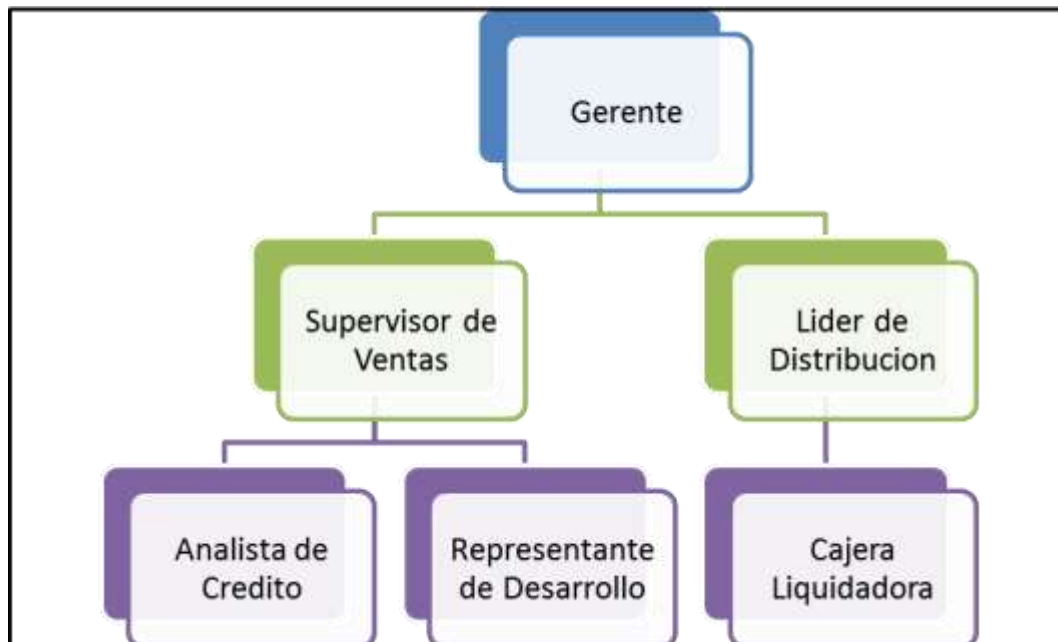 Gerente
Supervisor de
Ventas
Lider de
Distribucion
Analista de
Credito
Representante
de Desarrollo
Cajera
Liquidadora